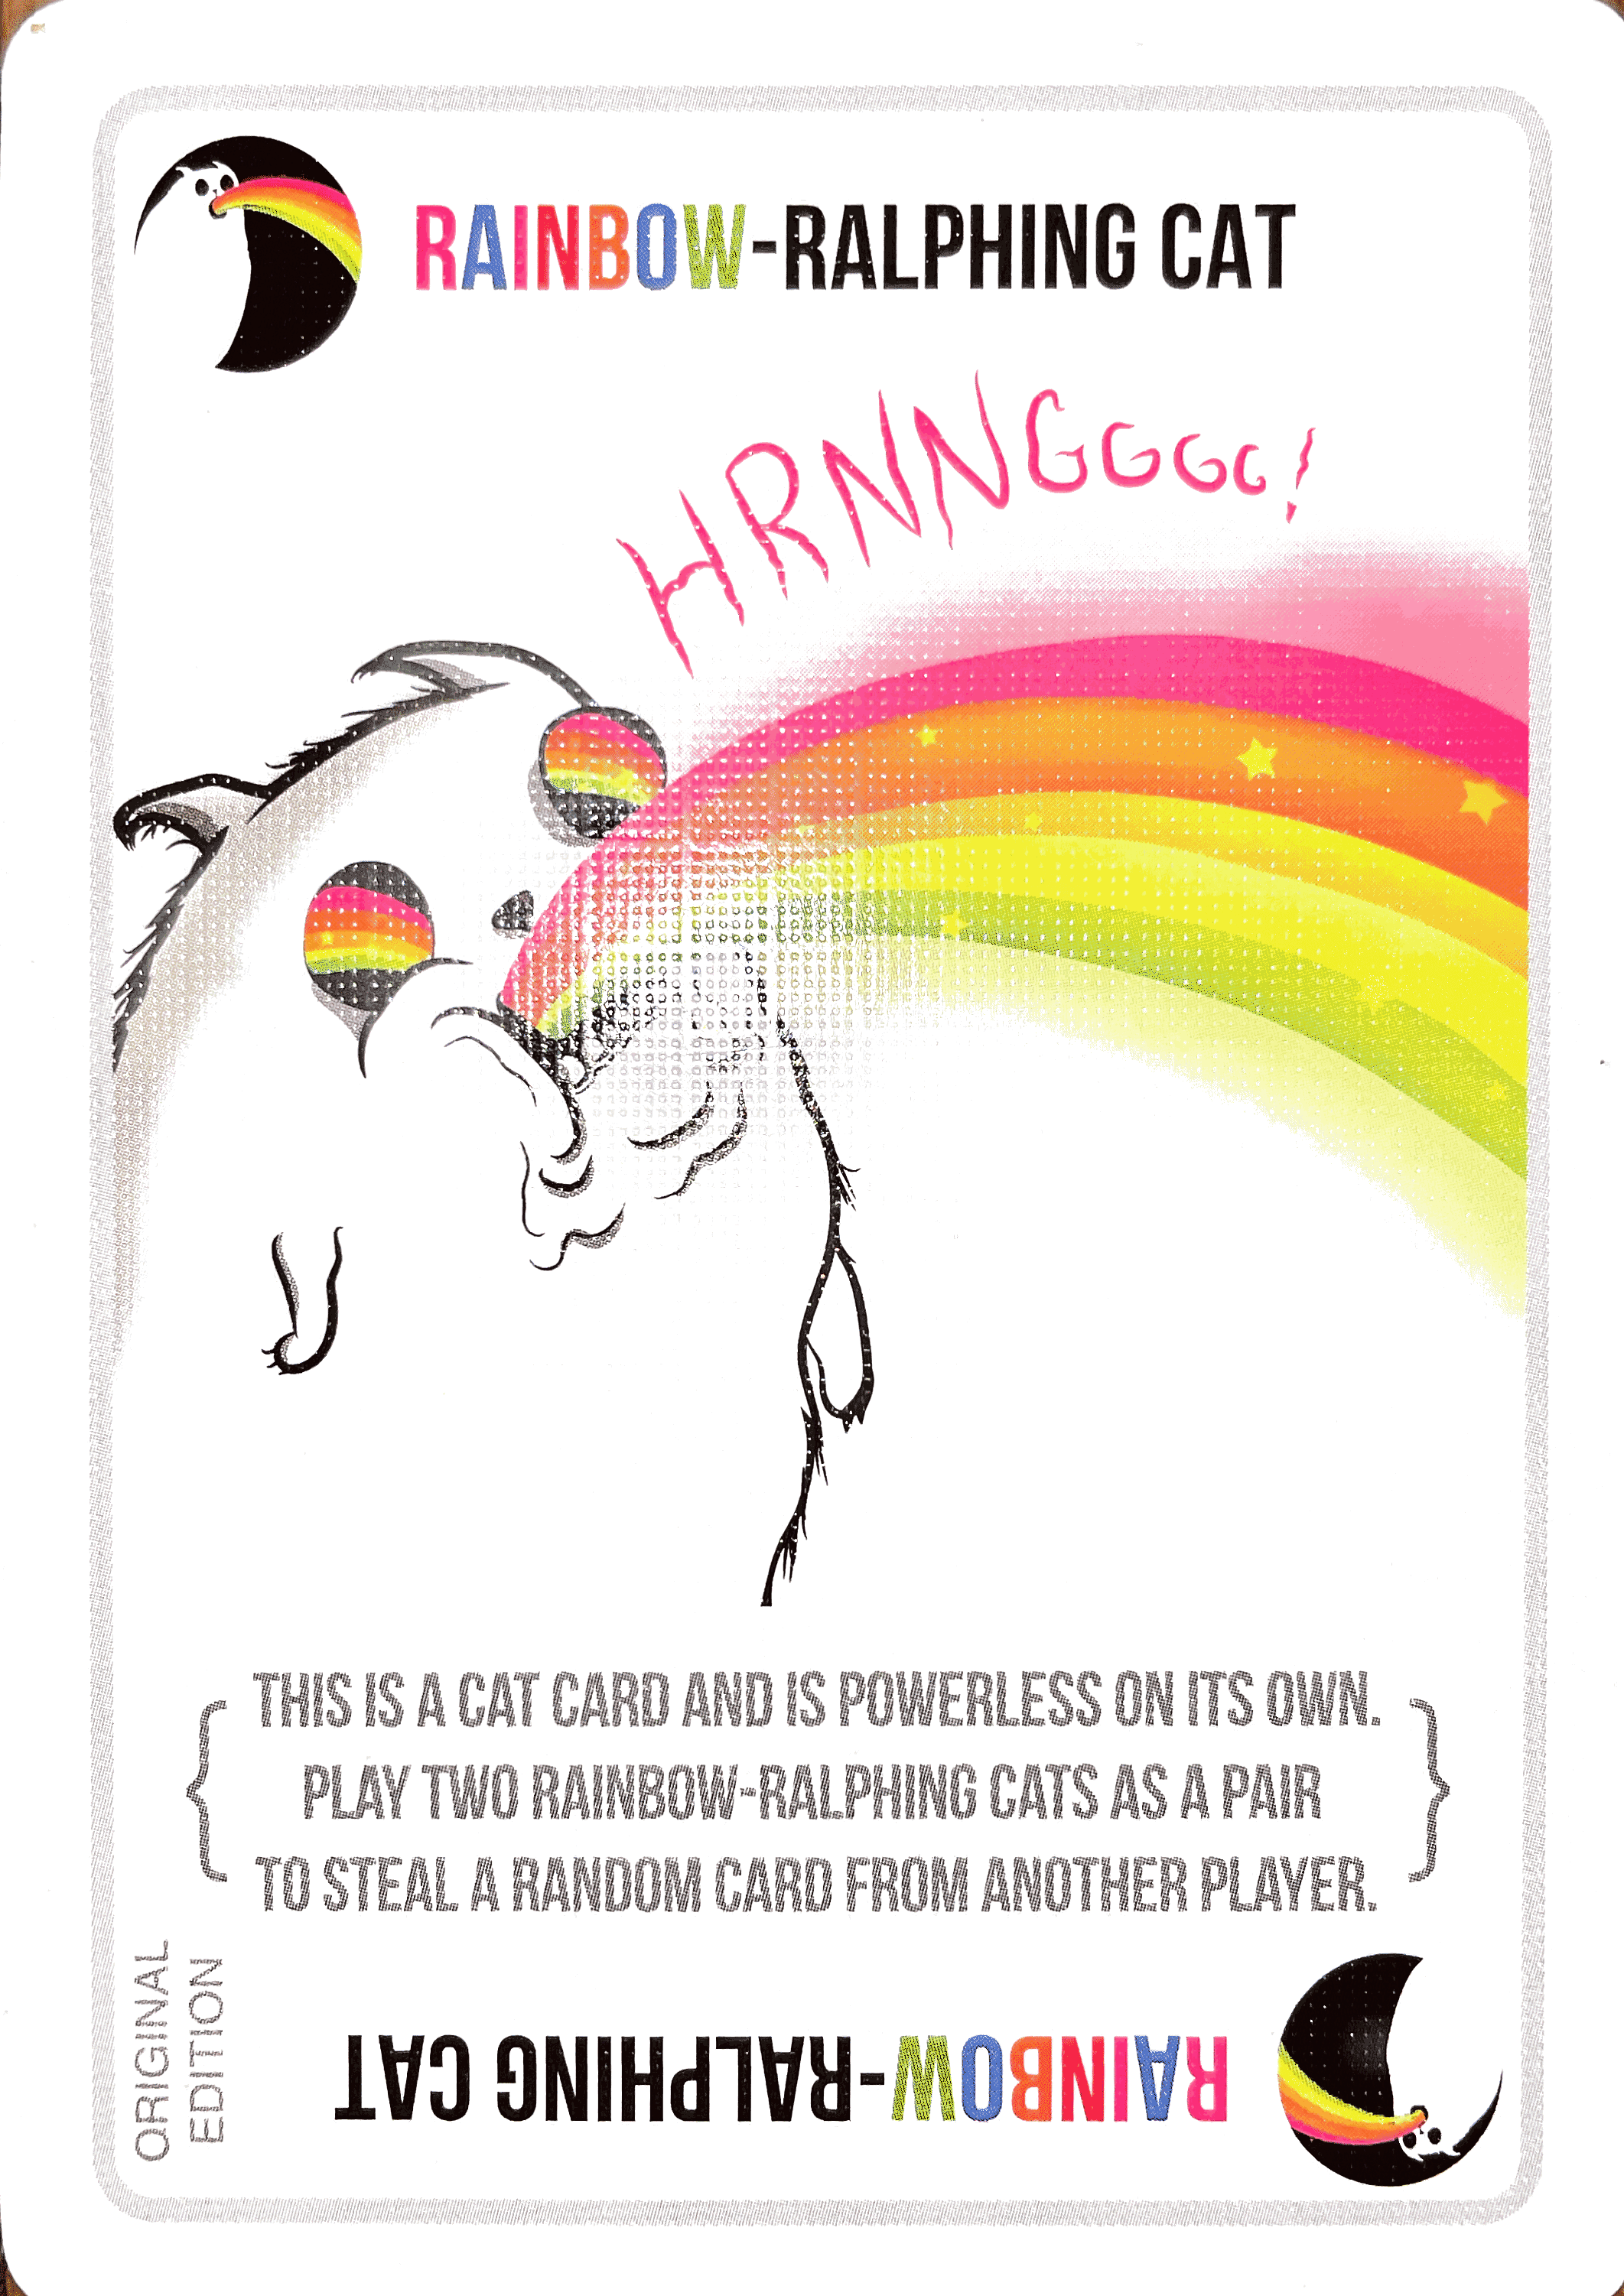 RAINBOW-RALPHING CAT
HRNNGGGG!
THIS IS A CAT CARD AND IS POWERLESS ON ITS OWN.
PLAY TWO RAINBOW-RALPHING CATS AS A PAIR
TO STEAL A RANDOM CARD FROM ANOTHER PLAYER.
ORIGINAL
EDITION
RAINBOW-RALPHING CAT